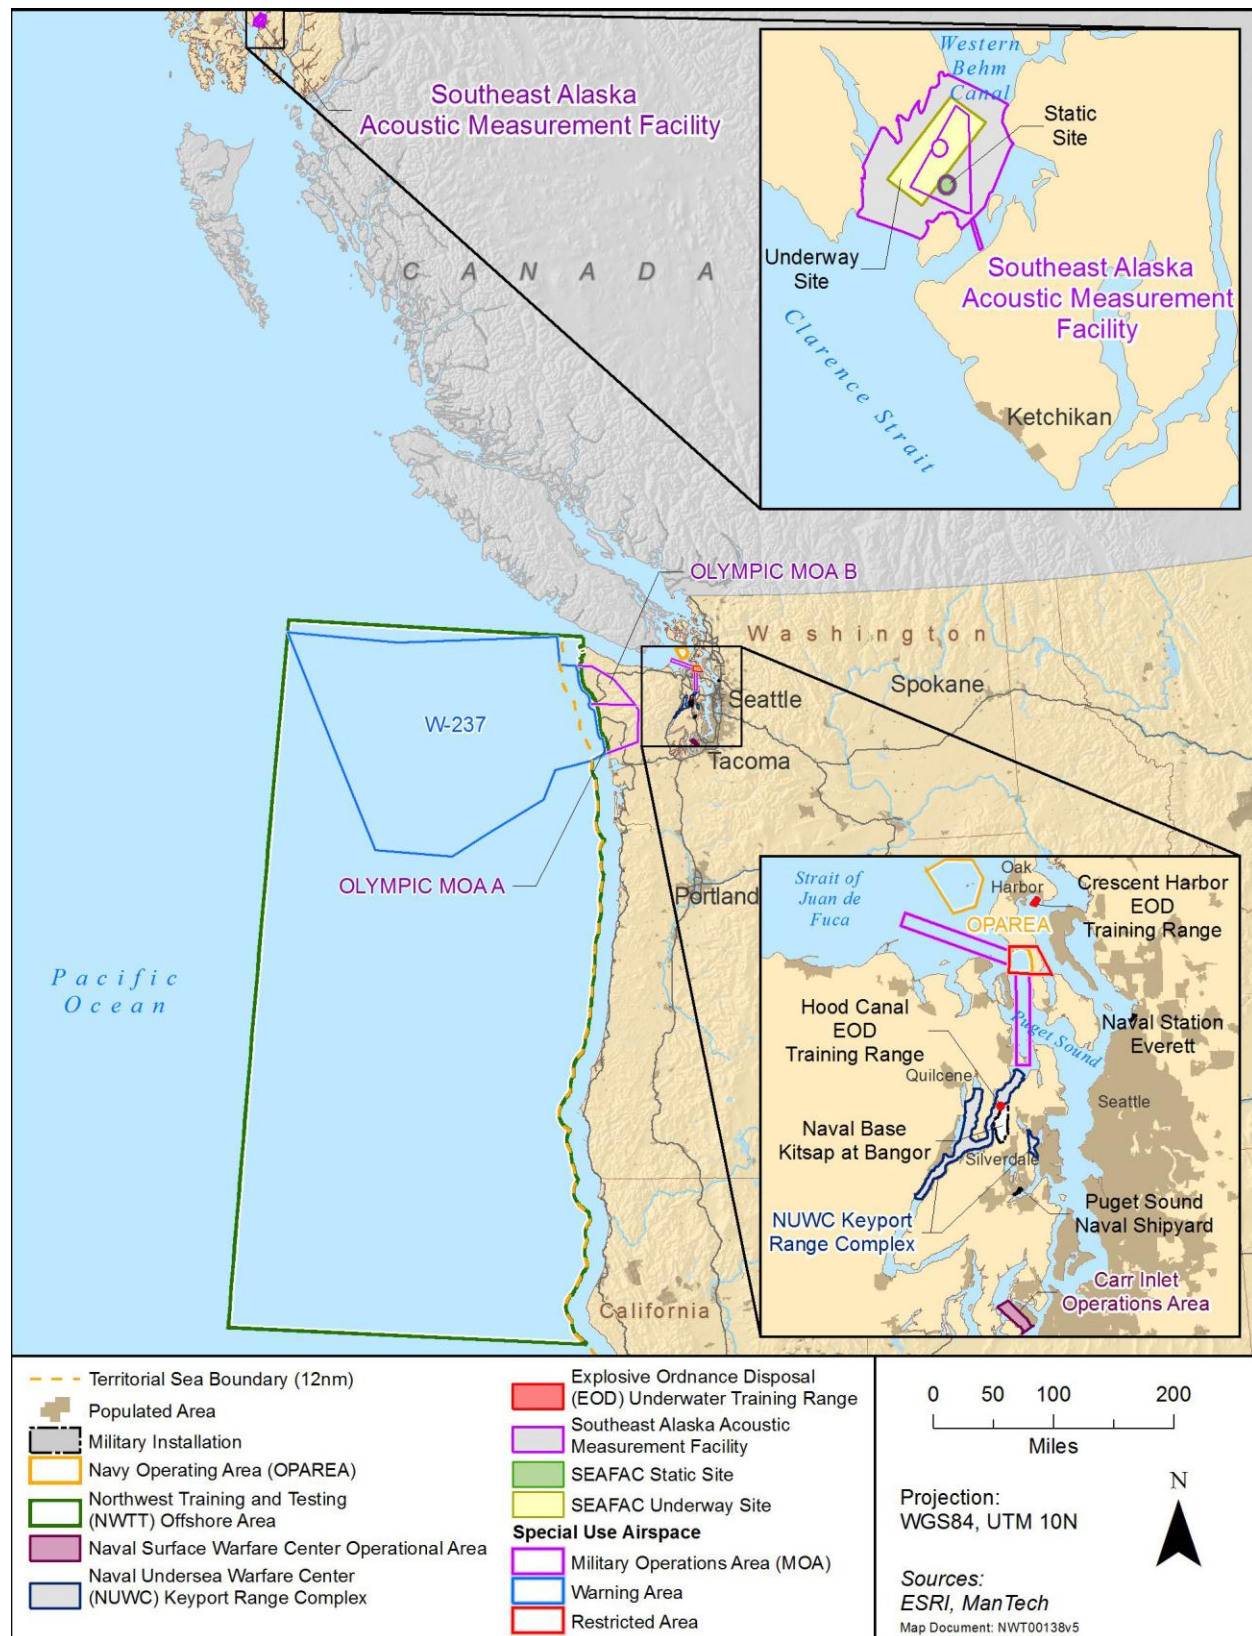 Southeast Alaska
Acoustic Measurement Facility
CANADA
Western
Behm
Canal
Static
Site
Underway
Site
Southeast Alaska
Acoustic Measurement
Facility
Clarence Strait
Ketchikan
OLYMPIC MOA B
Washington
Spokane
Seattle
W-237
Tacoma
OLYMPIC MOA A
Portland
Pacific
Ocean
California
Strait of
Juan de
Fuca
Oak
Harbor
Crescent Harbor
EOD
Training Range
OPAREA
Hood Canal
EOD
Training Range
Puget Sound
Naval Station
Everett
Quilcene
Seattle
Naval Base
Kitsap at Bangor
Silverdale
NUWC Keyport
Range Complex
Puget Sound
Naval Shipyard
Carr Inlet
Operations Area
Territorial Sea Boundary (12nm)
Populated Area
Military Installation
Navy Operating Area (OPAREA)
Northwest Training and Testing
(NWTT) Offshore Area
Naval Surface Warfare Center Operational Area
Naval Undersea Warfare Center
(NUWC) Keyport Range Complex
Explosive Ordnance Disposal
(EOD) Underwater Training Range
Southeast Alaska Acoustic
Measurement Facility
SEAFAC Static Site
SEAFAC Underway Site
Special Use Airspace
Military Operations Area (MOA)
Warning Area
Restricted Area
0 50 100 200
Miles
N
Projection:
WGS84, UTM 10N
Sources:
ESRI, ManTech
Map Document: NWT00138v5